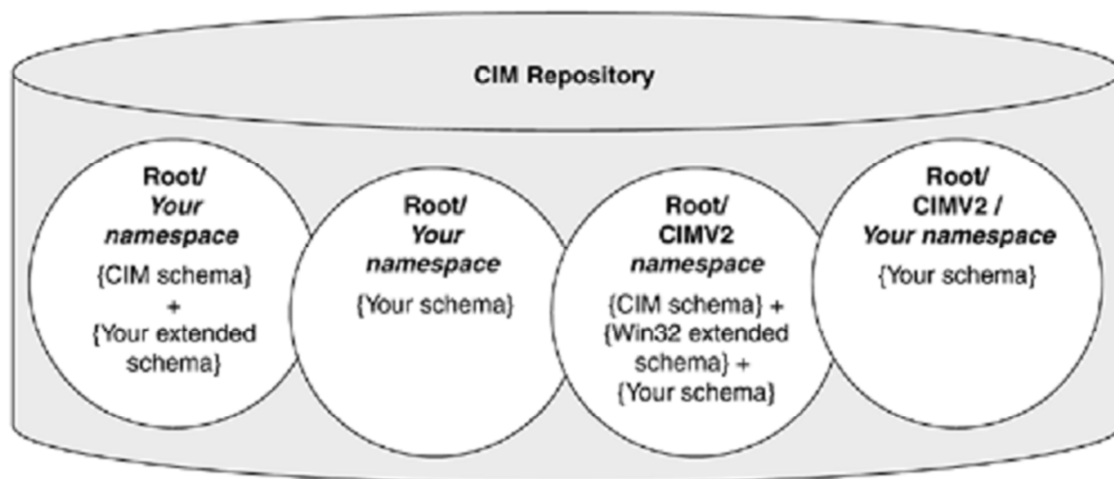 CIM Repository
Root/
Your
namespace
{CIM schema}
+
{Your extended
schema}
Root/
Your
namespace
{Your schema}
Root/
CIMV2
namespace
{CIM schema} +
{Win32 extended
schema} +
{Your schema}
Root/
CIMV2 /
Your namespace
{Your schema}